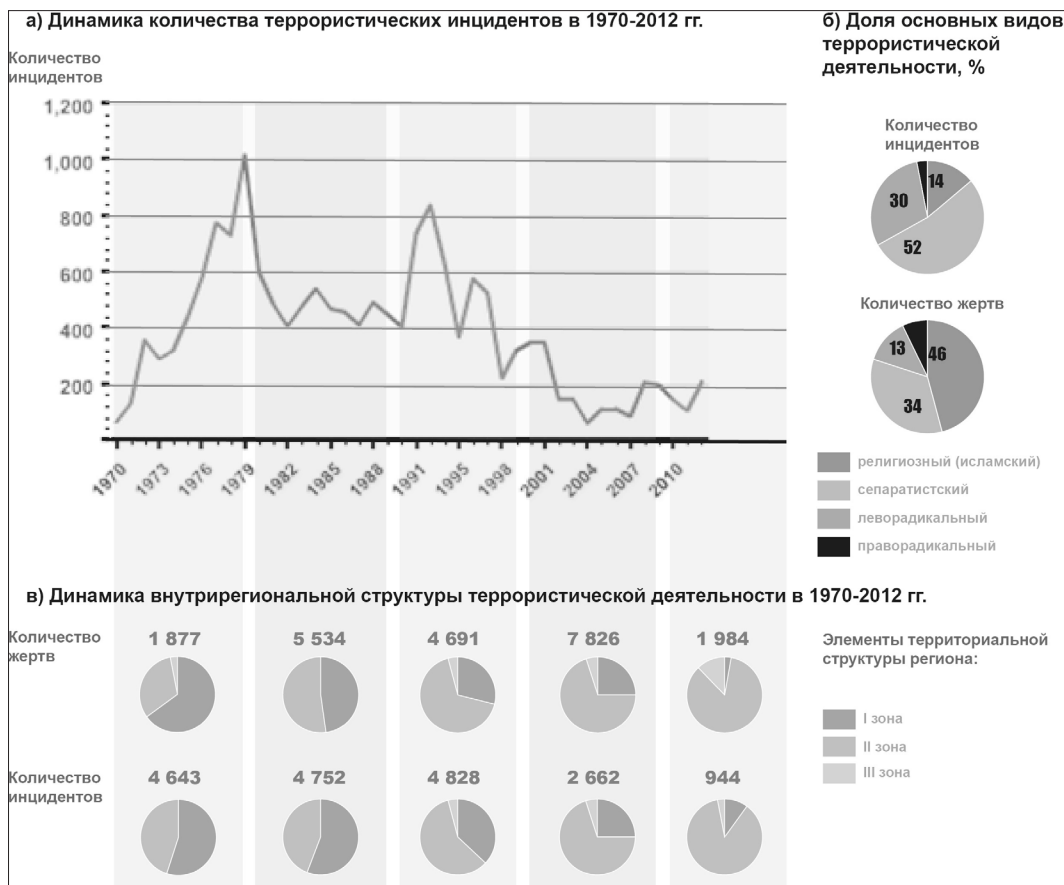 а) Динамика количества террористических инцидентов в 1970-2012 гг.
Количество
инцидентов
1,200
1,000
800
600
400
200
1970
1973
1976
1979
1982
1985
1988
1991
1995
1998
2001
2004
2007
2010
б) Доля основных видов
террористической
деятельности, %
Количество
инцидентов
14
30
52
Количество жертв
13
46
34
религиозный (исламский)
сепаратистский
леворадикальный
праворадикальный
в) Динамика внутрирегиональной структуры террористической деятельности в 1970-2012 гг.
Количество
жертв
1 877
5 534
4 691
7 826
1 984
Количество
инцидентов
4 643
4 752
4 828
2 662
944
Элементы территориальной
структуры региона:
I зона
II зона
III зона